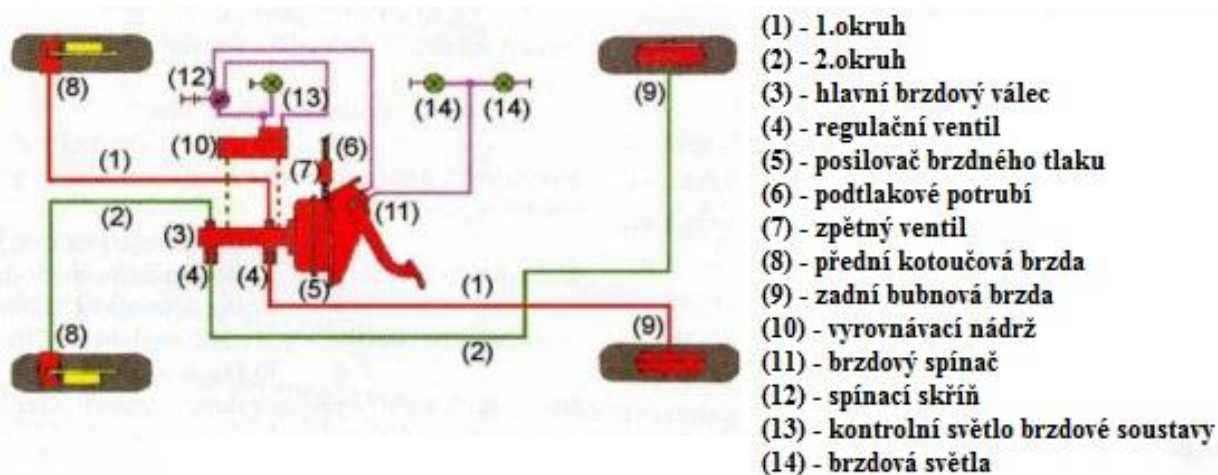 (8)
(12)
(13)
(14)
(14)
(9)
(10)
(6)
(1)
(7)
(2)
(11)
(3)
(4)
(4)
(5)
(1)
(8)
(9)
(2)
(1) - 1.okruh
(2) - 2.okruh
(3) - hlavní brzdový válec
(4) - regulační ventil
(5) - posilovač brzdného tlaku
(6) - podtlakové potrubí
(7) - zpětný ventil
(8) - přední kotoučová brzda
(9) - zadní bubnová brzda
(10) - vyrovnávací nádrž
(11) - brzdový spínač
(12) - spínací skříň
(13) - kontrolní světlo brzdové soustavy
(14) - brzdová světla